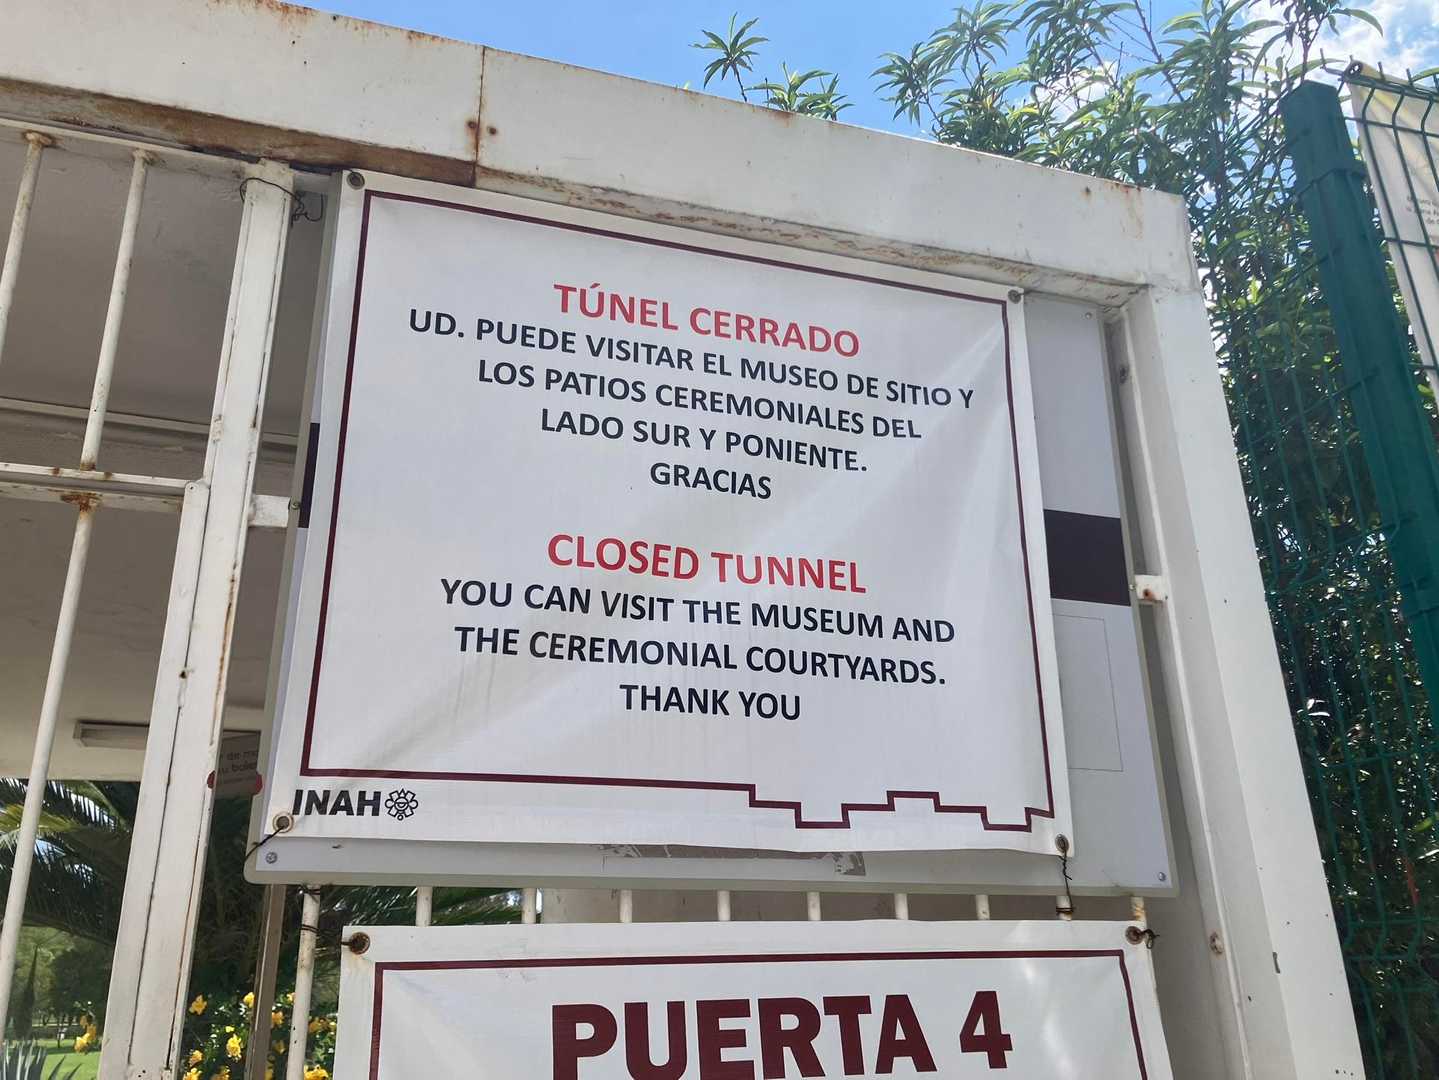 TÚNEL CERRADO
UD. PUEDE VISITAR EL MUSEO DE SITIO Y
LOS PATIOS CEREMONIALES DEL
LADO SUR Y PONIENTE.
GRACIAS
CLOSED TUNNEL
YOU CAN VISIT THE MUSEUM AND
THE CEREMONIAL COURTYARDS.
THANK YOU
INAH
PUERTA 4